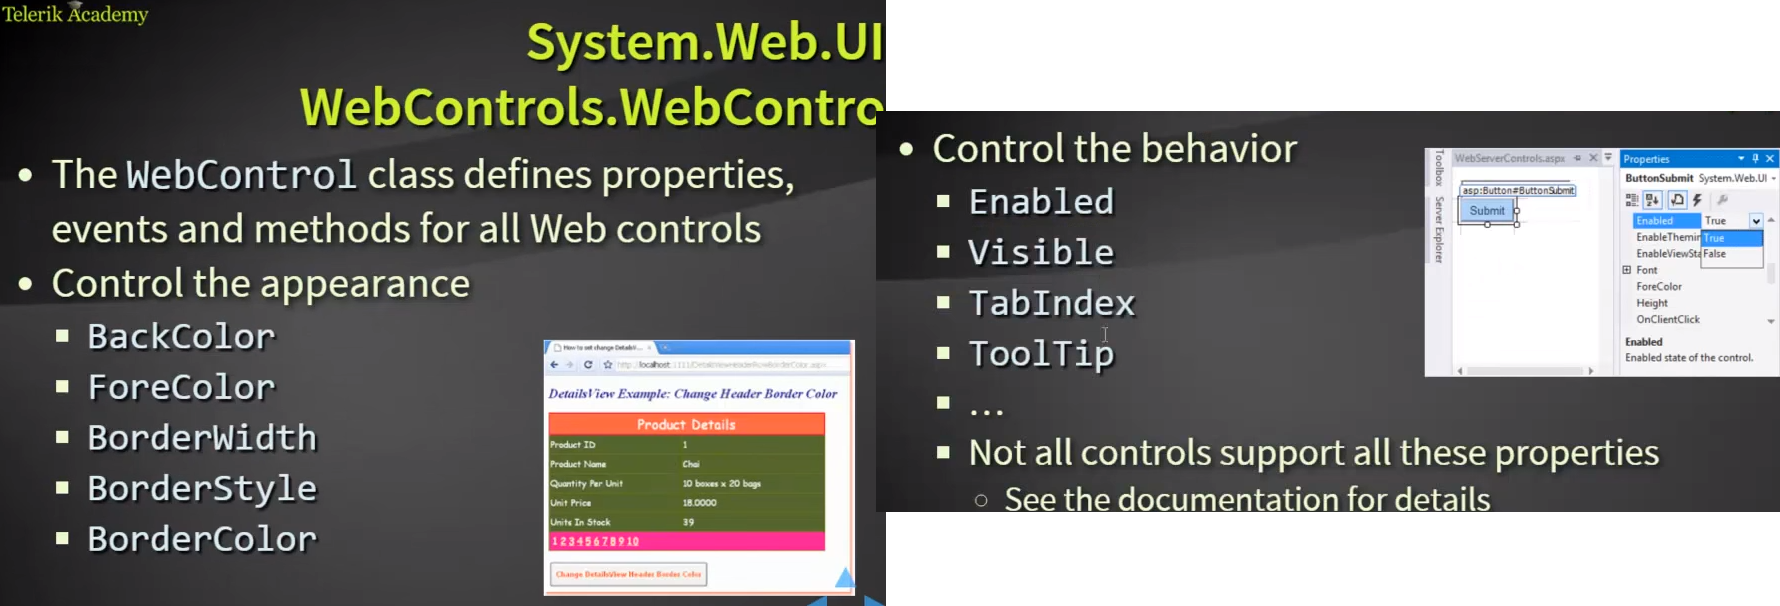 Telerik Academy
System.Web.UI
WebControls.WebContro
• The WebControl class defines properties,
events and methods for all Web controls
• Control the appearance
▪ BackColor
▪ ForeColor
▪ BorderWidth
▪ BorderStyle
▪ BorderColor
How to set change DetailsV...
DetailsView Example: Change Header Border Color
Product Details
Product ID 1
Product Name Chai
Quantity Per Unit 10 boxes x 20 bags
Unit Price 18.0000
Units In Stock 39
1 2 3 4 5 6 7 8 9 10
Change DetailsView Header Border Color
• Control the behavior
▪ Enabled
▪ Visible
▪ TabIndex
▪ ToolTip
▪ ...
▪ Not all controls support all these properties
○ See the documentation for details
Toolbox
Server Explorer
WebServerControls.aspx
asp:Button#ButtonSubmit
Submit
Properties
ButtonSubmit System.Web.UI
Enabled True
True
False
EnableThemin
EnableViewSta
Font
ForeColor
Height
OnClientClick
Enabled
Enabled state of the control.